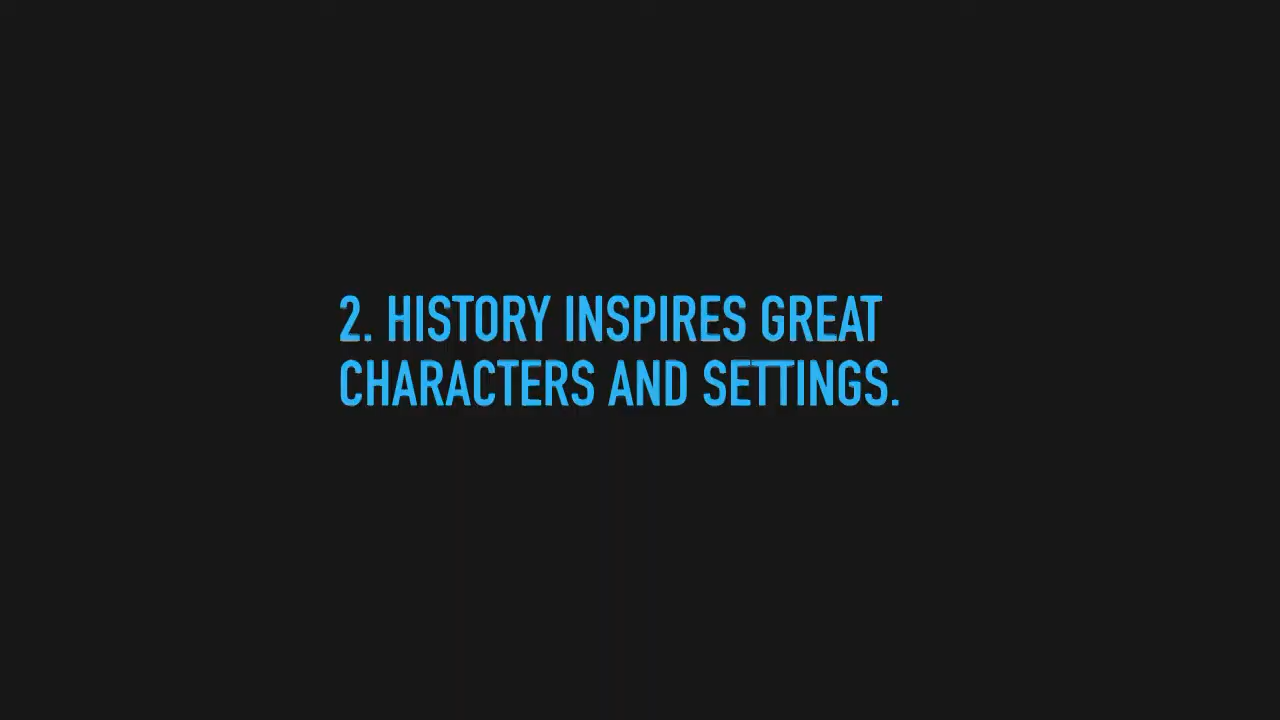 2. HISTORY INSPIRES GREAT
CHARACTERS AND SETTINGS.